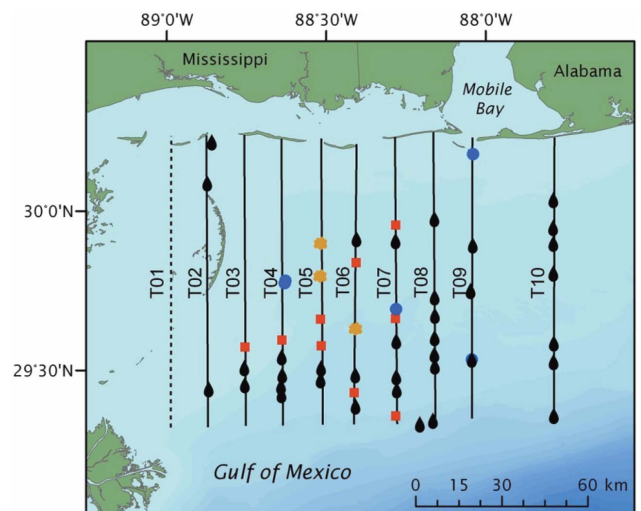 89°0'W 88°30'W 88°0'W
Mississippi
Alabama
Mobile
Bay
30°0'N
T01
T02
T03
T04
T05
T06
T07
T08
T09
T10
29°30'N
Gulf of Mexico
0 15 30 60 km